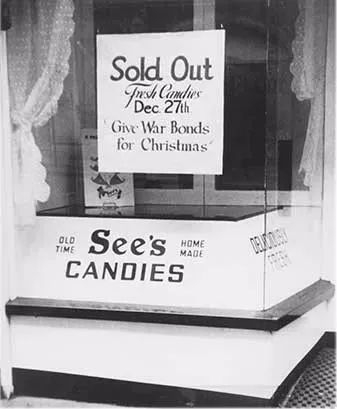 Sold Out
Fresh Candies
Dec. 27th
"Give War Bonds
for Christmas"
OLD TIME
See's
HOME MADE
CANDIES
DELICIOUSLY
FRESH